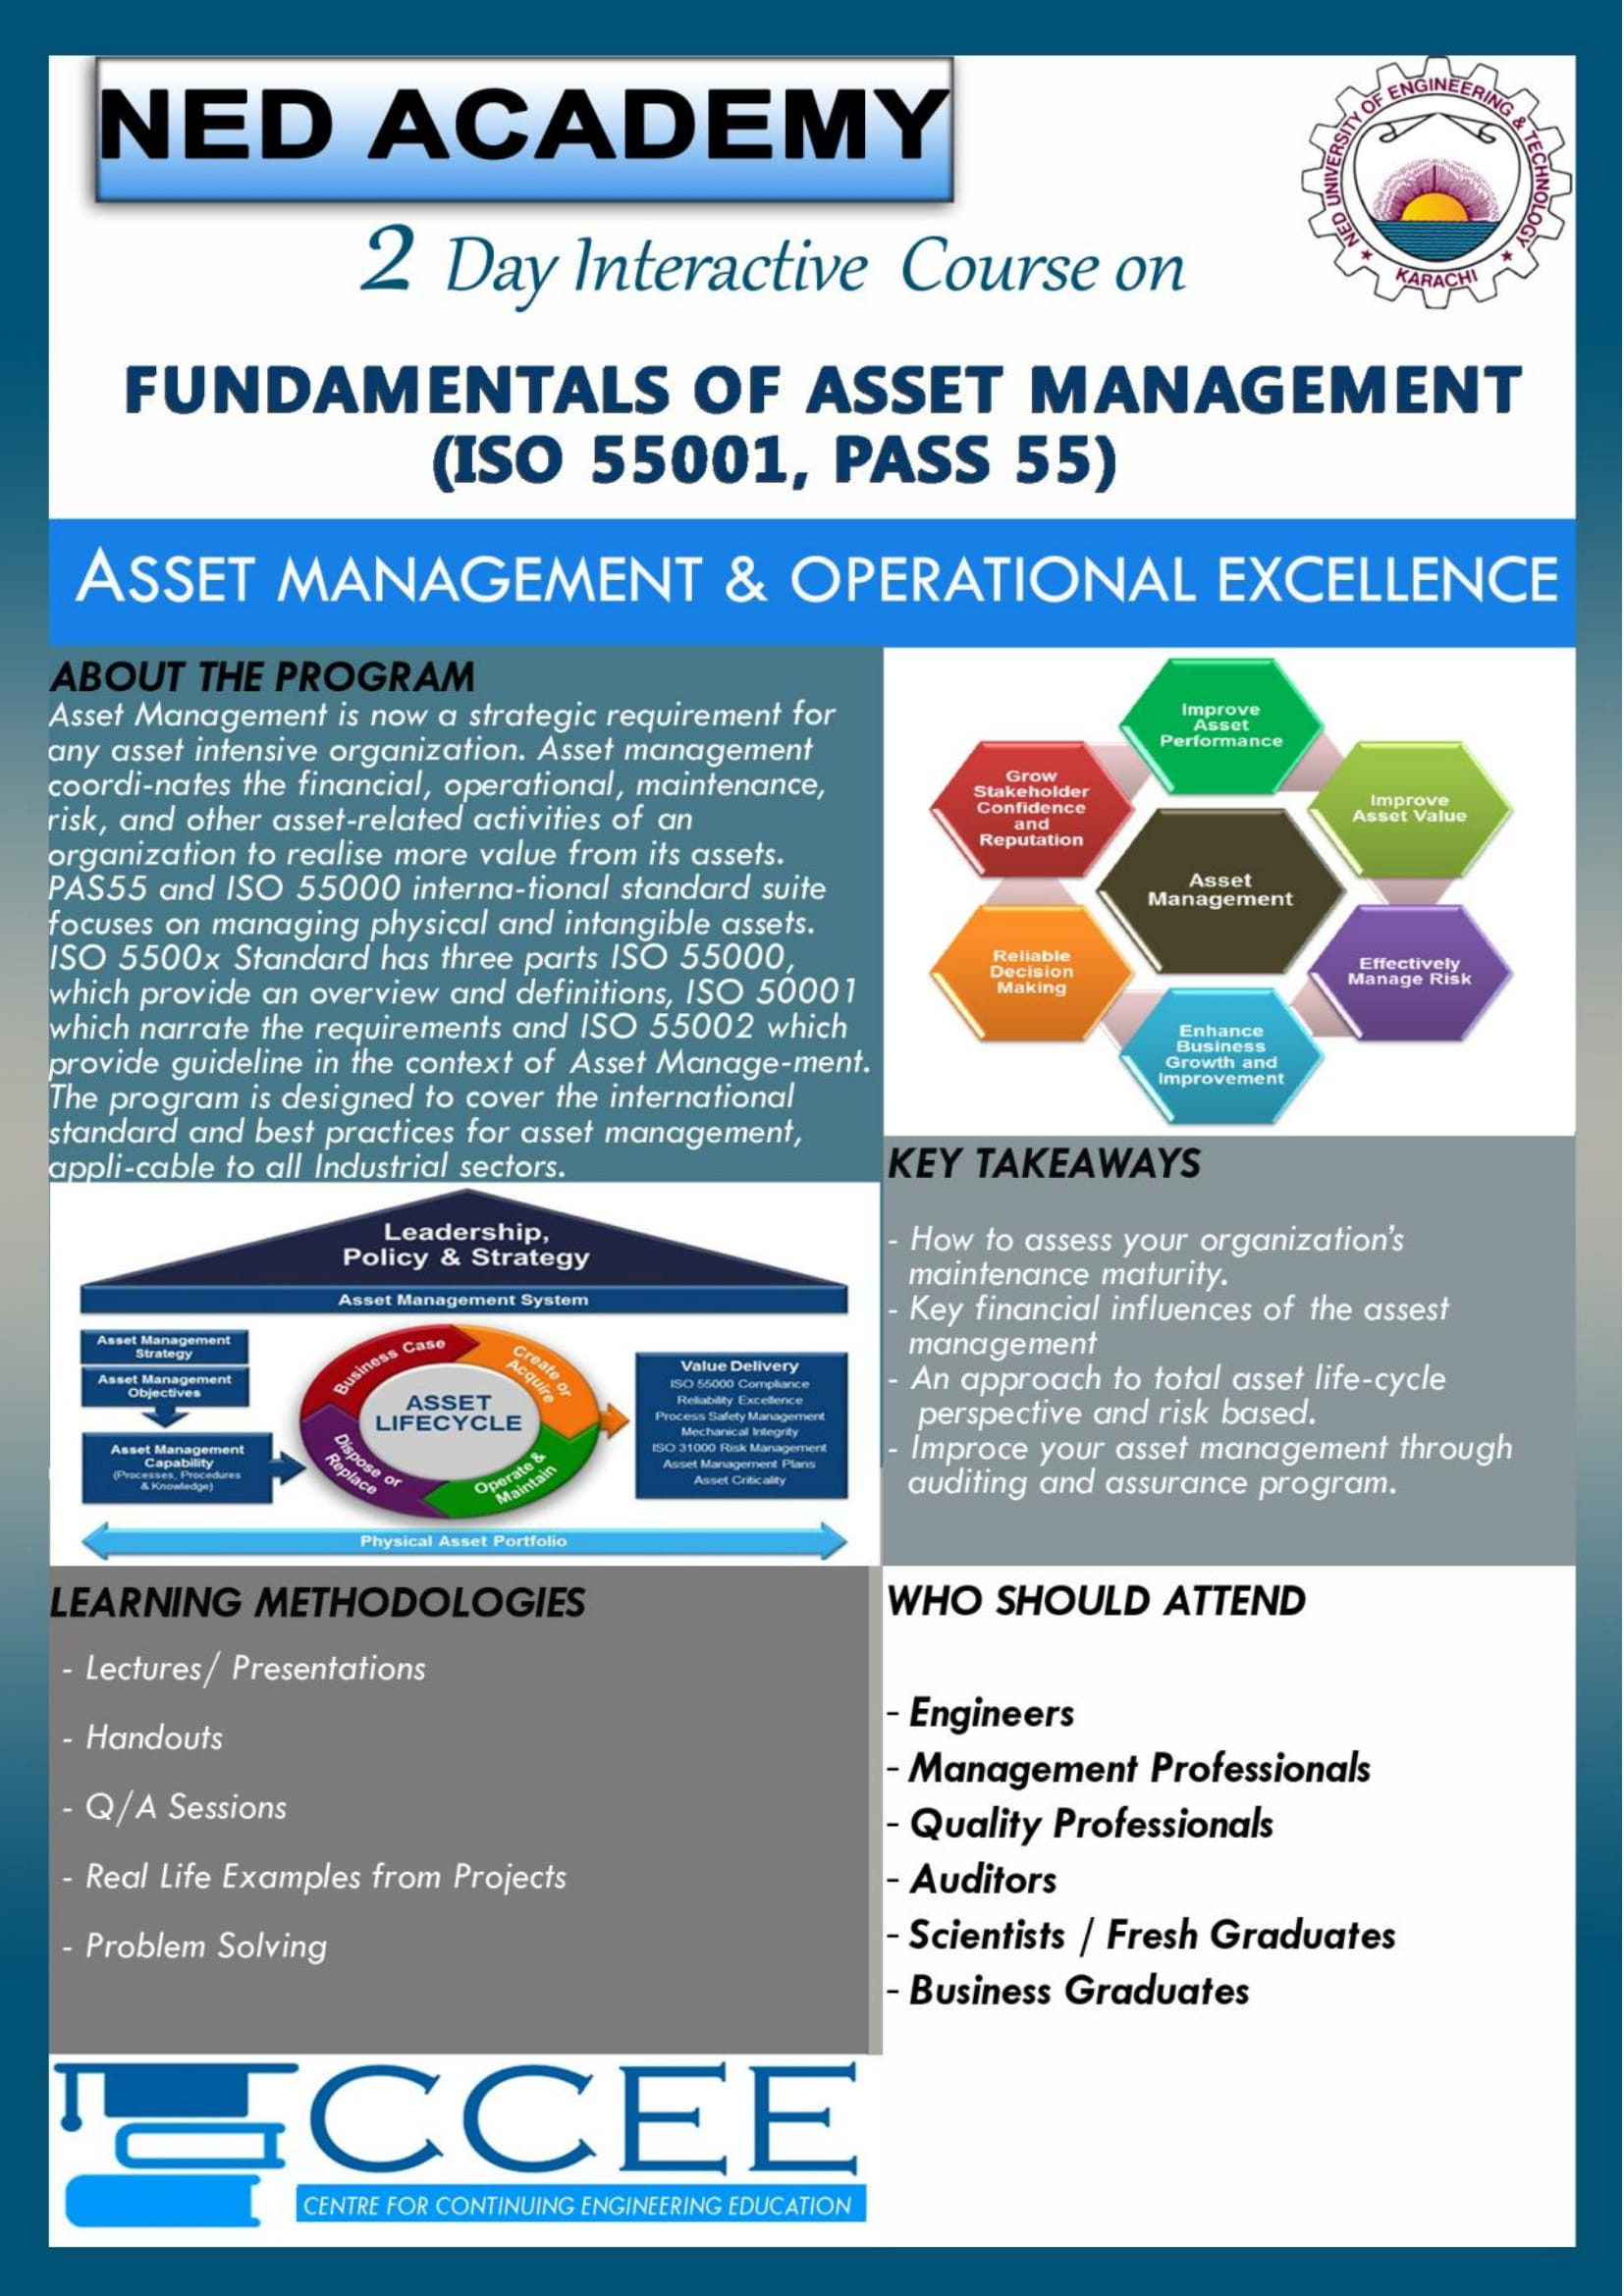 NED ACADEMY
NED UNIVERSITY OF ENGINEERING & TECHNOLOGY
KARACHI
2 Day Interactive Course on
FUNDAMENTALS OF ASSET MANAGEMENT
(ISO 55001, PASS 55)
ASSET MANAGEMENT & OPERATIONAL EXCELLENCE
ABOUT THE PROGRAM
Asset Management is now a strategic requirement for
any asset intensive organization. Asset management
coordi-nates the financial, operational, maintenance,
risk, and other asset-related activities of an
organization to realise more value from its assets.
PAS55 and ISO 55000 interna-tional standard suite
focuses on managing physical and intangible assets.
ISO 5500x Standard has three parts ISO 55000,
which provide an overview and definitions, ISO 50001
which narrate the requirements and ISO 55002 which
provide guideline in the context of Asset Manage-ment.
The program is designed to cover the international
standard and best practices for asset management,
appli-cable to all Industrial sectors.
Improve
Asset
Performance
Grow
Stakeholder
Confidence
and
Reputation
Improve
Asset Value
Asset
Management
Reliable
Decision
Making
Effectively
Manage Risk
Enhance
Business
Growth and
Improvement
Leadership,
Policy & Strategy
Asset Management System
Asset Management
Strategy
Asset Management
Objectives
Asset Management
Capability
(Processes, Procedures
& Knowledge)
Business Case
Create or
Acquire
ASSET
LIFECYCLE
Dispose or
Replace
Operate &
Maintain
Value Delivery
ISO 55000 Compliance
Reliability Excellence
Process Safety Management
Mechanical Integrity
ISO 31000 Risk Management
Asset Management Plans
Asset Criticality
Physical Asset Portfolio
KEY TAKEAWAYS
- How to assess your organization's
maintenance maturity.
- Key financial influences of the assest
management
- An approach to total asset life-cycle
perspective and risk based.
- Improce your asset management through
auditing and assurance program.
LEARNING METHODOLOGIES
- Lectures/ Presentations
- Handouts
- Q/A Sessions
- Real Life Examples from Projects
- Problem Solving
WHO SHOULD ATTEND
- Engineers
- Management Professionals
- Quality Professionals
- Auditors
- Scientists / Fresh Graduates
- Business Graduates
CCEE
CENTRE FOR CONTINUING ENGINEERING EDUCATION